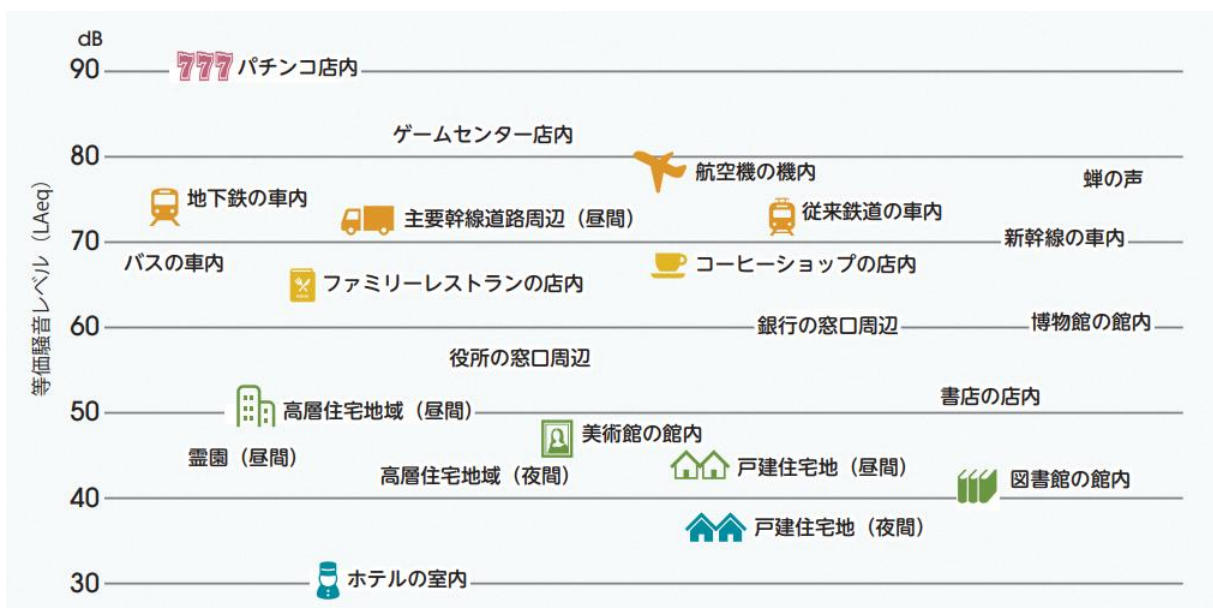 dB
90
777 パチンコ店内
ゲームセンター店内
80
航空機の機内
蝉の声
地下鉄の車内
従来鉄道の車内
主要幹線道路周辺（昼間）
70
新幹線の車内
バスの車内
コーヒーショップの店内
ファミリーレストランの店内
60
銀行の窓口周辺
博物館の館内
等価騒音レベル（LAeq）
役所の窓口周辺
書店の店内
50
高層住宅地域（昼間）
美術館の館内
霊園（昼間）
戸建住宅地（昼間）
高層住宅地域（夜間）
図書館の館内
40
戸建住宅地（夜間）
30
ホテルの室内